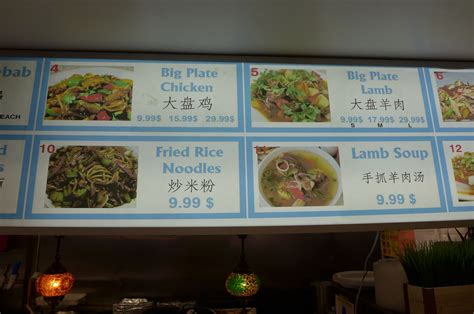 ebab
EACH
4
Big Plate
Chicken
大盘鸡
9.99$ 15.99$ 29.99$
5
Big Plate
Lamb
大盘羊肉
9.99$ 17.99$ 29.99$
S M L
6
10
Fried Rice
Noodles
炒米粉
9.99 $
Lamb Soup
手抓羊肉汤
9.99 $
12